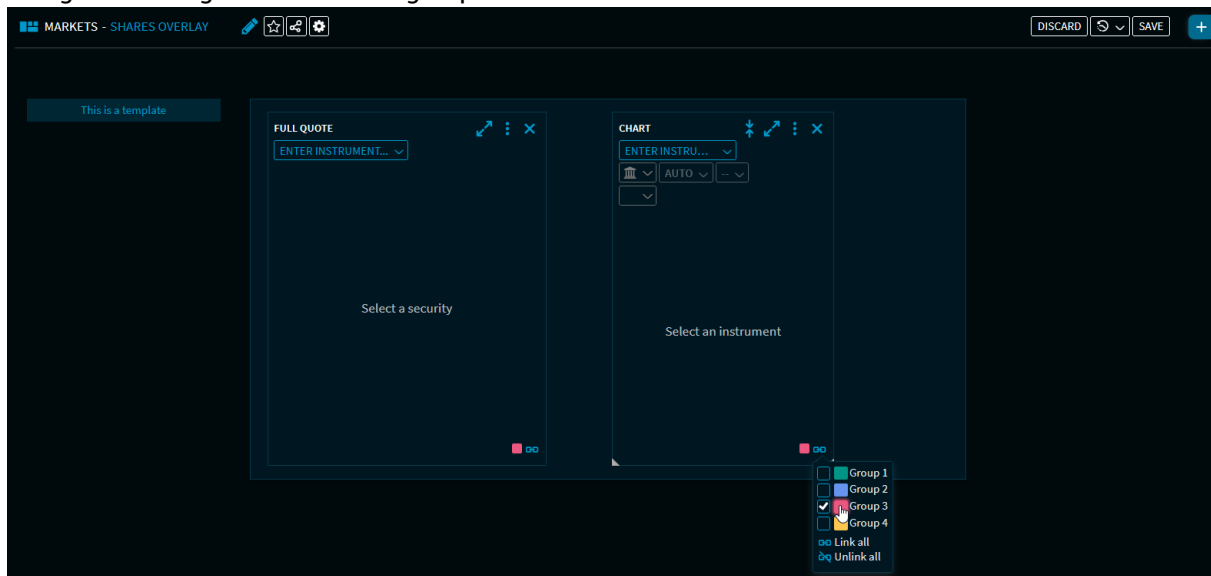 MARKETS - SHARES OVERLAY
DISCARD
SAVE
This is a template
FULL QUOTE
ENTER INSTRUMENT...
Select a security
CHART
ENTER INSTRU...
AUTO
--
Select an instrument
Group 1
Group 2
Group 3
Group 4
Link all
Unlink all